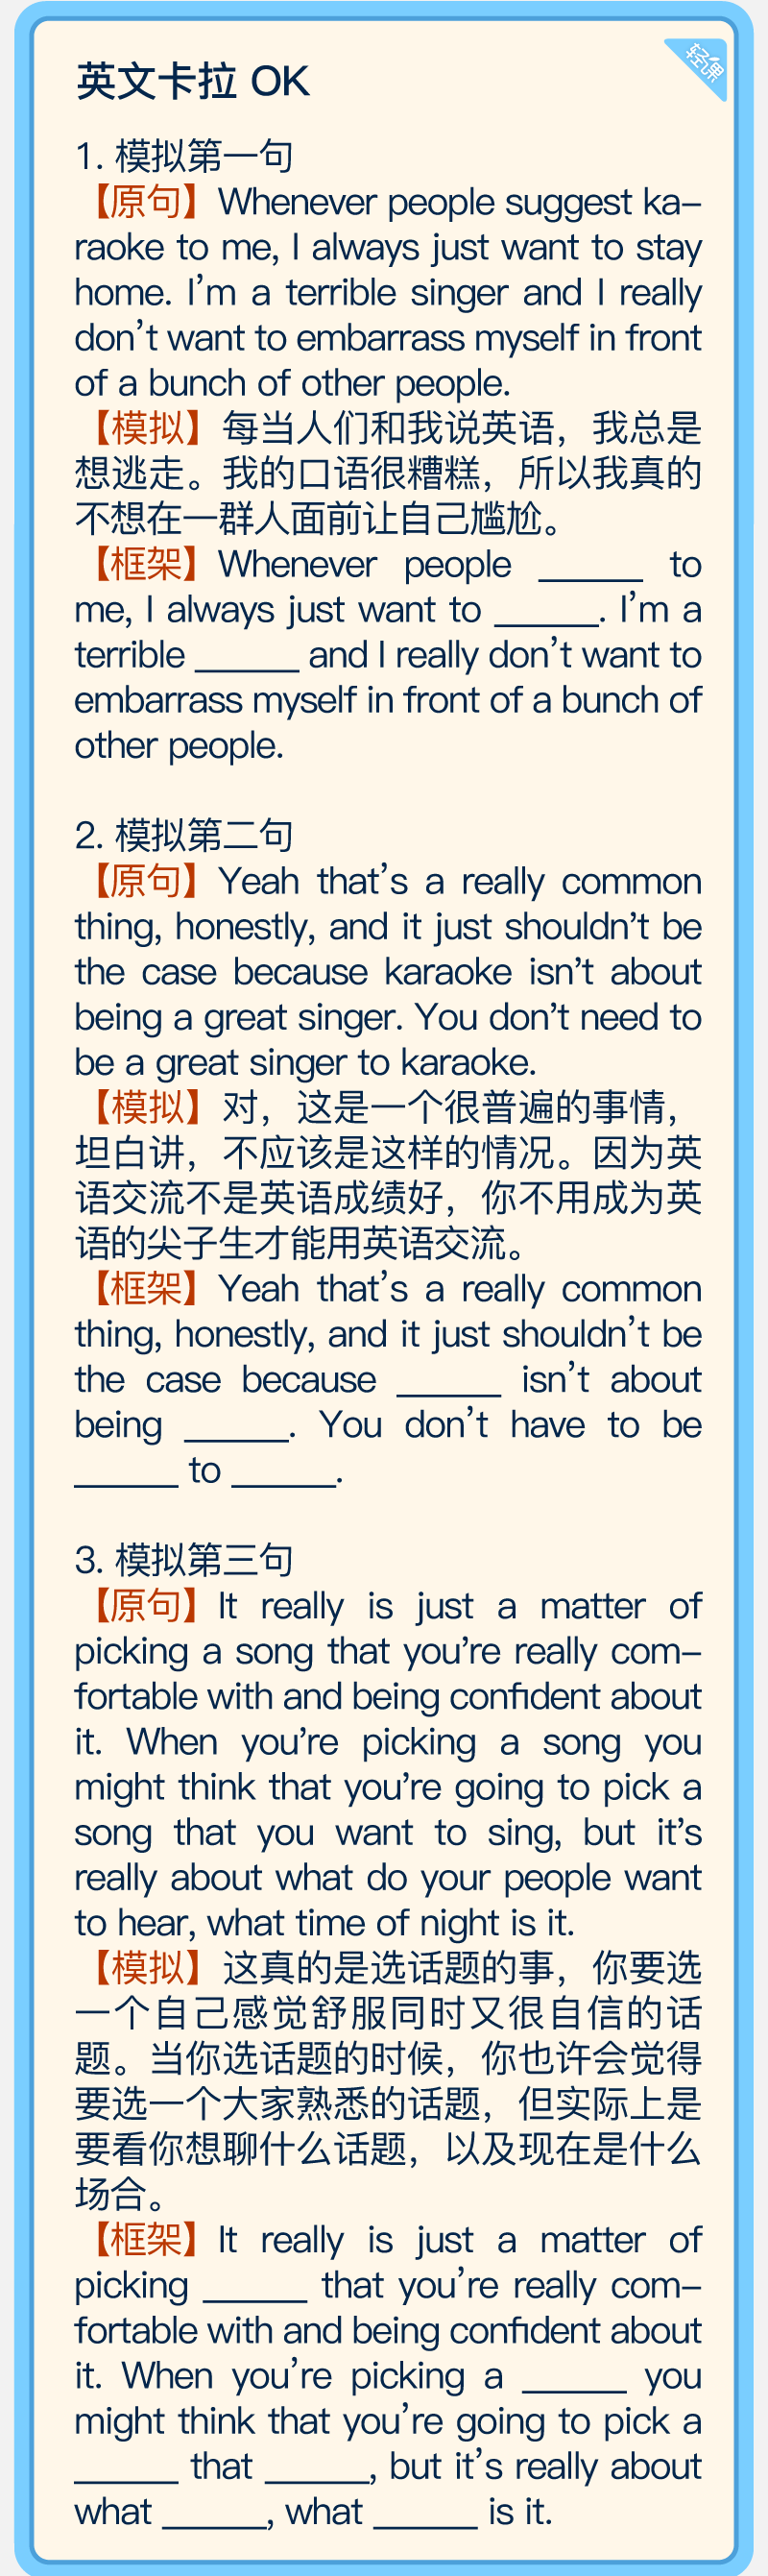 英文卡拉 OK
轻课
1. 模拟第一句
【原句】Whenever people suggest ka-
raoke to me, I always just want to stay
home. I'm a terrible singer and I really
don't want to embarrass myself in front
of a bunch of other people.
【模拟】每当人们和我说英语，我总是
想逃走。我的口语很糟糕，所以我真的
不想在一群人面前让自己尴尬。
【框架】Whenever people ______ to
me, I always just want to ______. I'm a
terrible ______ and I really don't want to
embarrass myself in front of a bunch of
other people.
2. 模拟第二句
【原句】Yeah that's a really common
thing, honestly, and it just shouldn't be
the case because karaoke isn't about
being a great singer. You don't need to
be a great singer to karaoke.
【模拟】对，这是一个很普遍的事情，
坦白讲，不应该是这样的情况。因为英
语交流不是英语成绩好，你不用成为英
语的尖子生才能用英语交流。
【框架】Yeah that's a really common
thing, honestly, and it just shouldn't be
the case because ______ isn't about
being ______. You don't have to be
______ to ______.
3. 模拟第三句
【原句】It really is just a matter of
picking a song that you're really com-
fortable with and being confident about
it. When you're picking a song you
might think that you're going to pick a
song that you want to sing, but it's
really about what do your people want
to hear, what time of night is it.
【模拟】这真的是选话题的事，你要选
一个自己感觉舒服同时又很自信的话
题。当你选话题的时候，你也许会觉得
要选一个大家熟悉的话题，但实际上是
要看你想聊什么话题，以及现在是什么
场合。
【框架】It really is just a matter of
picking ______ that you're really com-
fortable with and being confident about
it. When you're picking a ______ you
might think that you're going to pick a
______ that ______, but it's really about
what ______, what ______ is it.